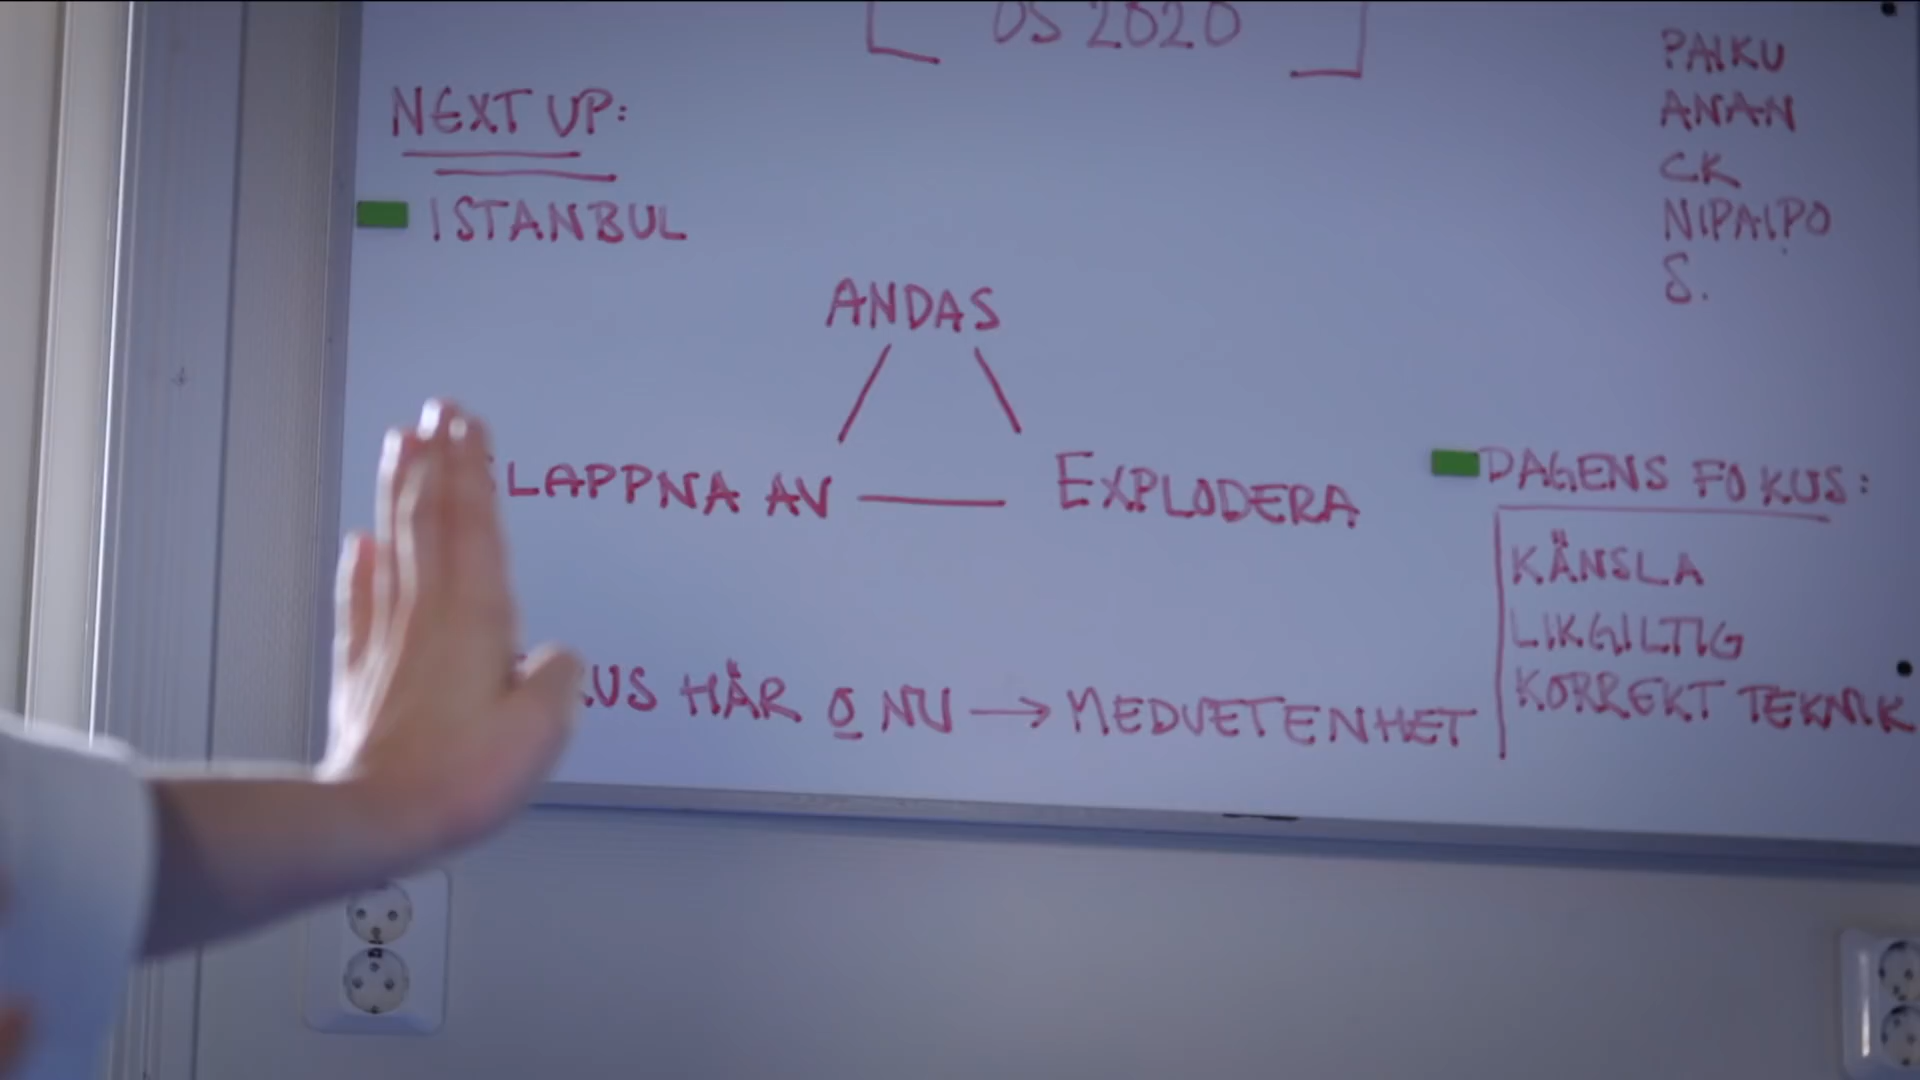 OS 2020
NEXT UP:
ISTANBUL
PAIKU
ANAN
CK
NIPAIPO
S.
ANDAS
SLAPPNA AV — EXPLODERA
DAGENS FOKUS:
KÄNSLA
LIKGILTIG
KORREKT TEKNIK
HÄR O NU → MEDVETENHET